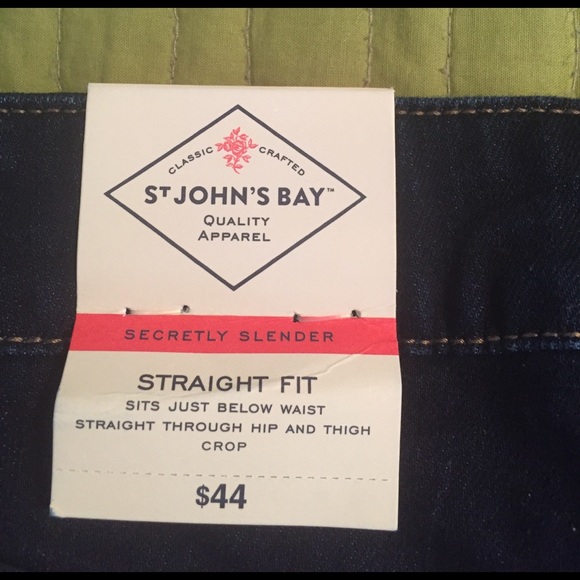 CLASSIC CRAFTED
ST JOHN'S BAY™
QUALITY
APPAREL
SECRETLY SLENDER
STRAIGHT FIT
SITS JUST BELOW WAIST
STRAIGHT THROUGH HIP AND THIGH
CROP
$44